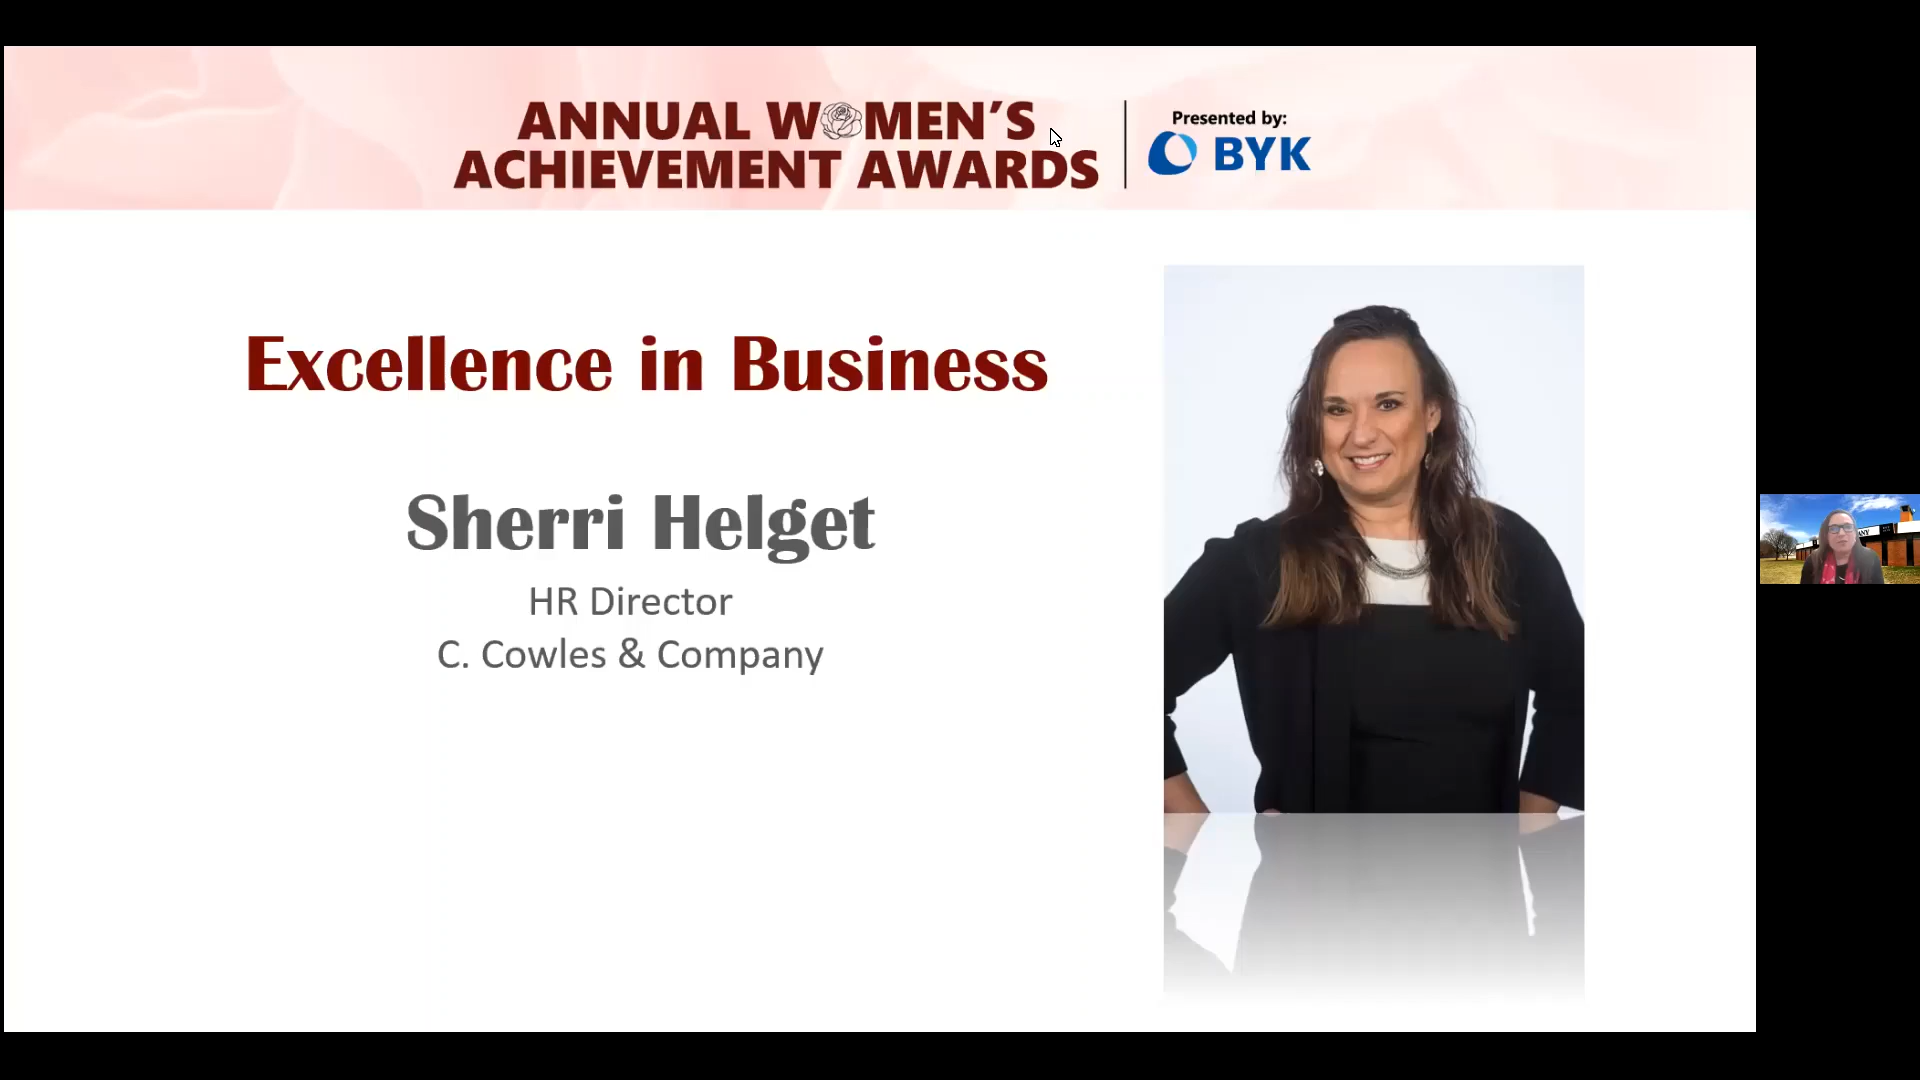 ANNUAL WOMEN'S
ACHIEVEMENT AWARDS
Presented by:
BYK
Excellence in Business
Sherri Helget
HR Director
C. Cowles & Company